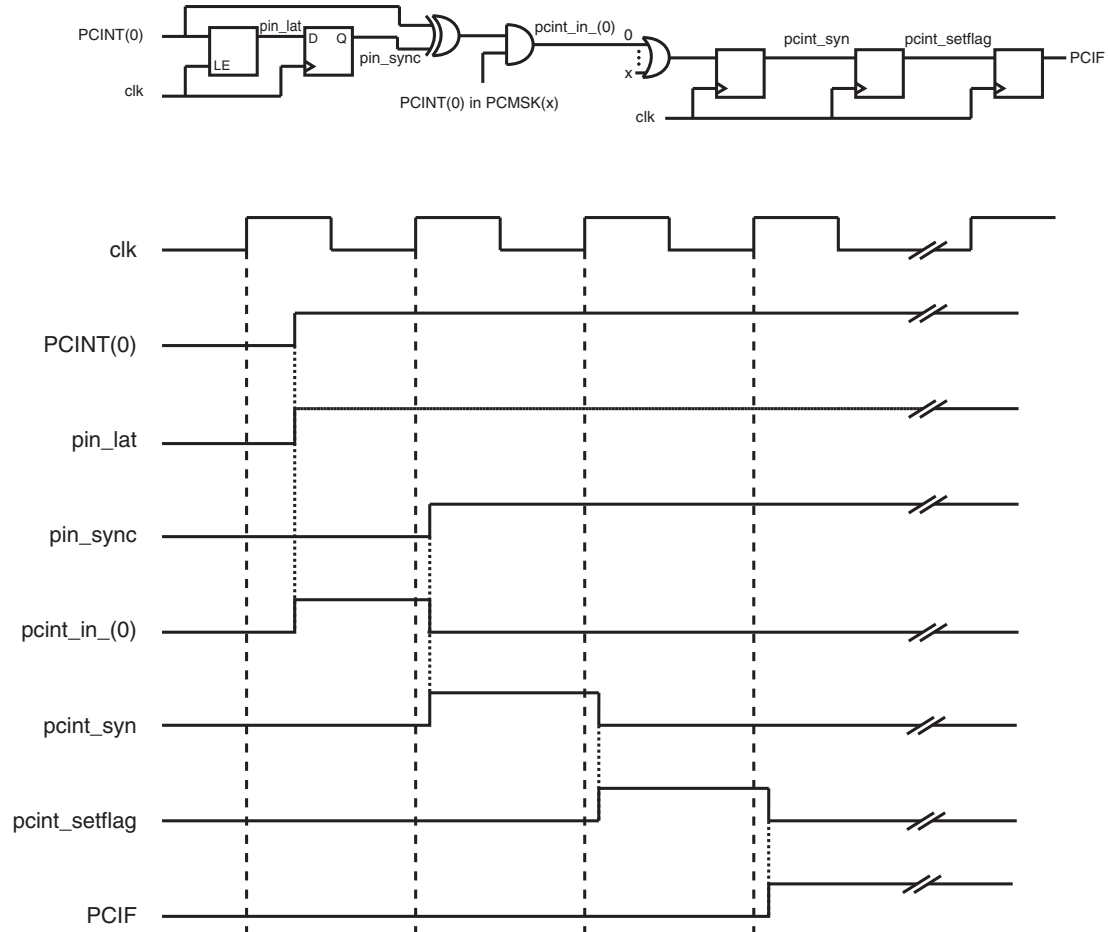 PCINT(0)
pin_lat
D Q
LE
pin_sync
clk
PCINT(0) in PCMSK(x)
pcint_in_(0)
0
x
clk
pcint_syn
pcint_setflag
PCIF
clk
PCINT(0)
pin_lat
pin_sync
pcint_in_(0)
pcint_syn
pcint_setflag
PCIF